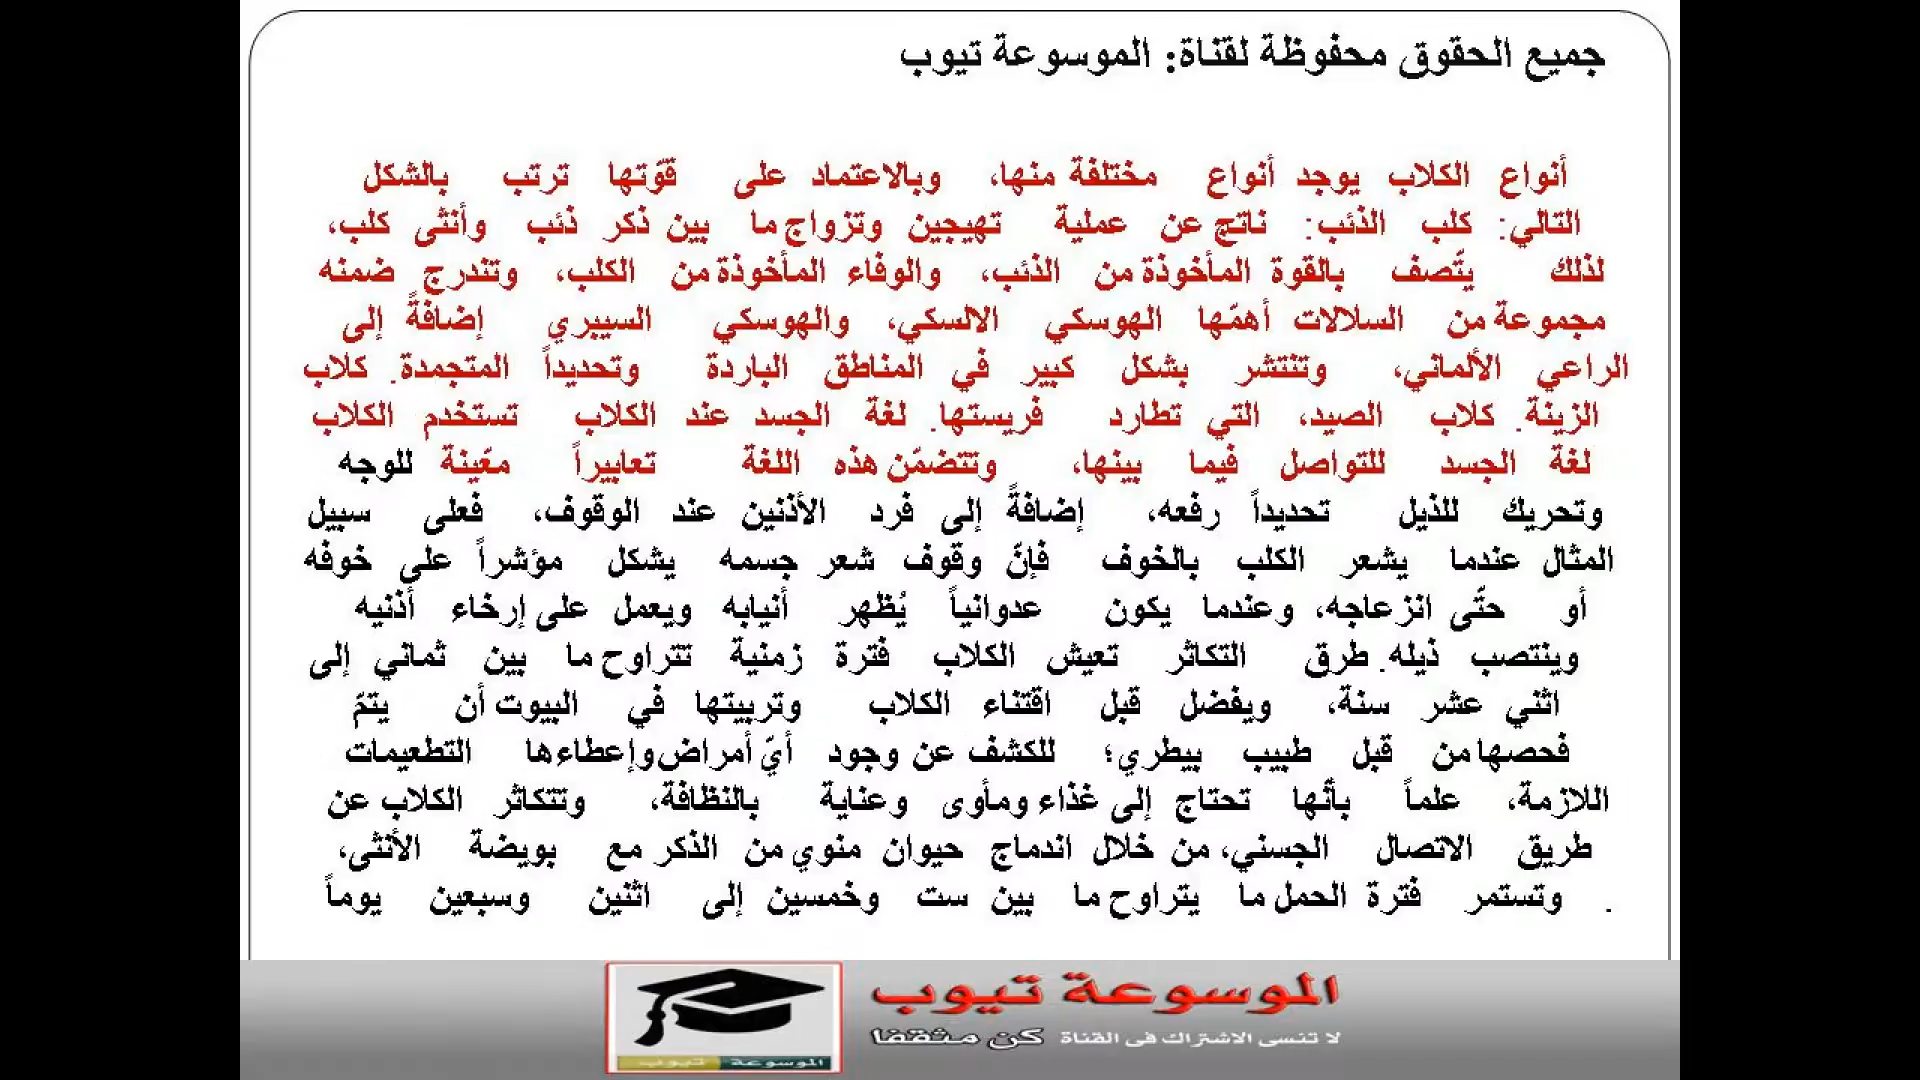 جميع الحقوق محفوظة لقناة: الموسوعة تيوب
أنواع الكلاب يوجد أنواع مختلفة منها، وبالاعتماد على قوّتها ترتب بالشكل
التالي: كلب الذئب: ناتج عن عملية تهيجين وتزواج ما بين ذكر ذئب وأنثى كلب،
لذلك يتّصف بالقوة المأخوذة من الذئب، والوفاء المأخوذة من الكلب، وتندرج ضمنه
مجموعة من السلالات أهمّها الهوسكي الالسكي، والهوسكي السيبري إضافةً إلى
الراعي الألماني، وتنتشر بشكل كبير في المناطق الباردة وتحديداً المتجمدة. كلاب
الزينة. كلاب الصيد، التي تطارد فريستها. لغة الجسد عند الكلاب تستخدم الكلاب
لغة الجسد للتواصل فيما بينها، وتتضمّن هذه اللغة تعابيراً معّينة للوجه
وتحريك للذيل تحديداً رفعه، إضافةً إلى فرد الأذنين عند الوقوف، فعلى سبيل
المثال عندما يشعر الكلب بالخوف فإنّ وقوف شعر جسمه يشكل مؤشراً على خوفه
أو حتّى انزعاجه، وعندما يكون عدوانياً يُظهر أنيابه ويعمل على إرخاء أذنيه
وينتصب ذيله. طرق التكاثر تعيش الكلاب فترة زمنية تتراوح ما بين ثماني إلى
اثني عشر سنة، ويفضل قبل اقتناء الكلاب وتربيتها في البيوت أن يتمّ
فحصها من قبل طبيب بيطري؛ للكشف عن وجود أيّ أمراض وإعطاءها التطعيمات
اللازمة، علماً بأنّها تحتاج إلى غذاء ومأوى وعناية بالنظافة، وتتكاثر الكلاب عن
طريق الاتصال الجسني، من خلال اندماج حيوان منوي من الذكر مع بويضة الأنثى،
وتستمر فترة الحمل ما يتراوح ما بين ست وخمسين إلى اثنين وسبعين يوماً .
الموسوعة تيوب
لا تنسى الاشتراك فى القناة كن مثقفا
الموسوعة تيوب